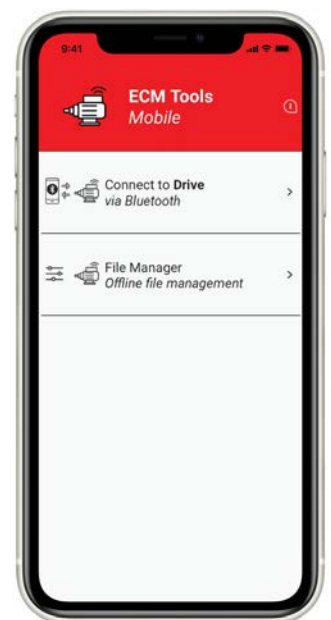 9:41
ECM Tools
Mobile
Connect to Drive
via Bluetooth
File Manager
Offline file management